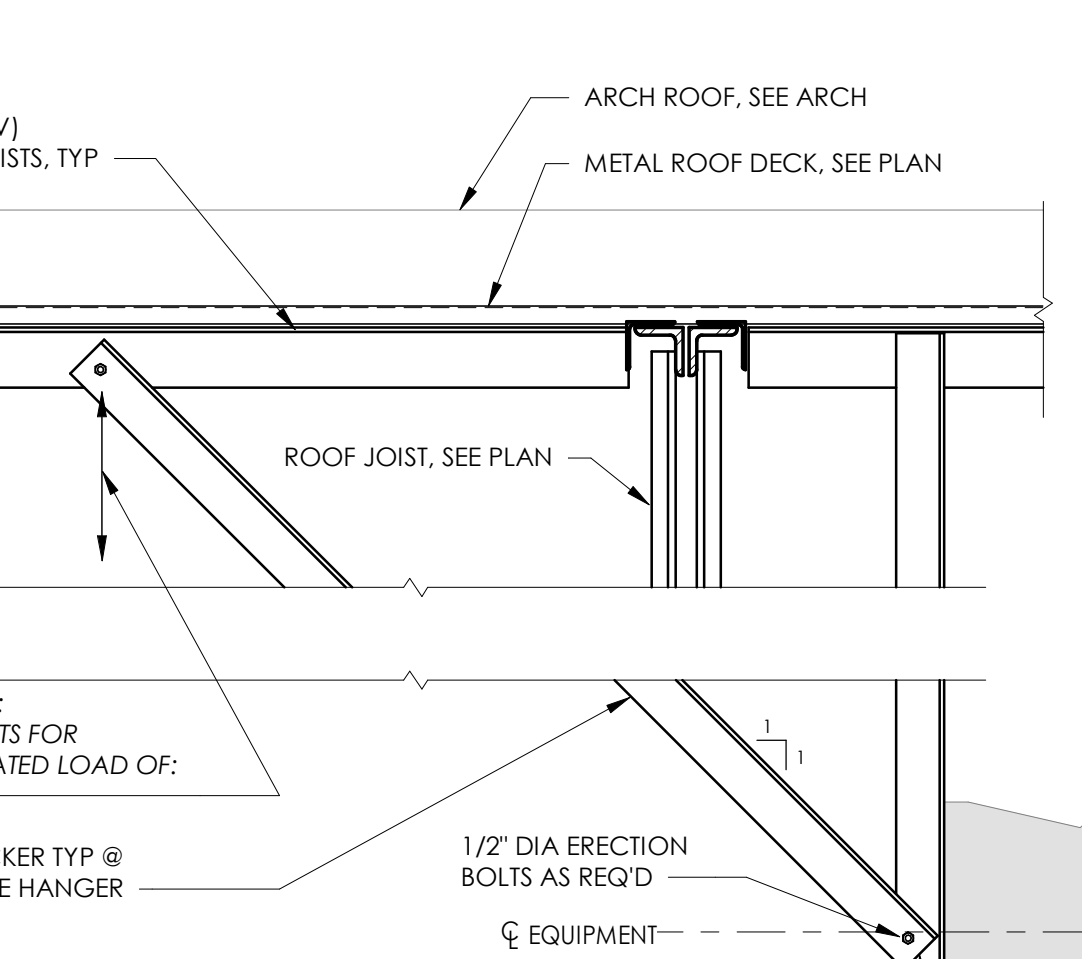 ARCH ROOF, SEE ARCH
ISTS, TYP
METAL ROOF DECK, SEE PLAN
ROOF JOIST, SEE PLAN
TS FOR
ATED LOAD OF:
1
1
CKER TYP @
E HANGER
1/2" DIA ERECTION
BOLTS AS REQ'D
℄ EQUIPMENT